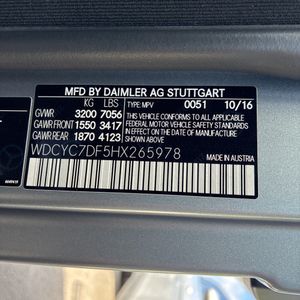 MFD BY DAIMLER AG STUTTGART
KG LBS TYPE: MPV 0051 10/16
GVWR 3200 7056
GAWR FRONT 1550 3417
GAWR REAR 1870 4123
THIS VEHICLE CONFORMS TO ALL APPLICABLE
FEDERAL MOTOR VEHICLE SAFETY STANDARDS
IN EFFECT ON THE DATE OF MANUFACTURE
SHOWN ABOVE.
WDCYC7DF5HX265978
MADE IN AUSTRIA